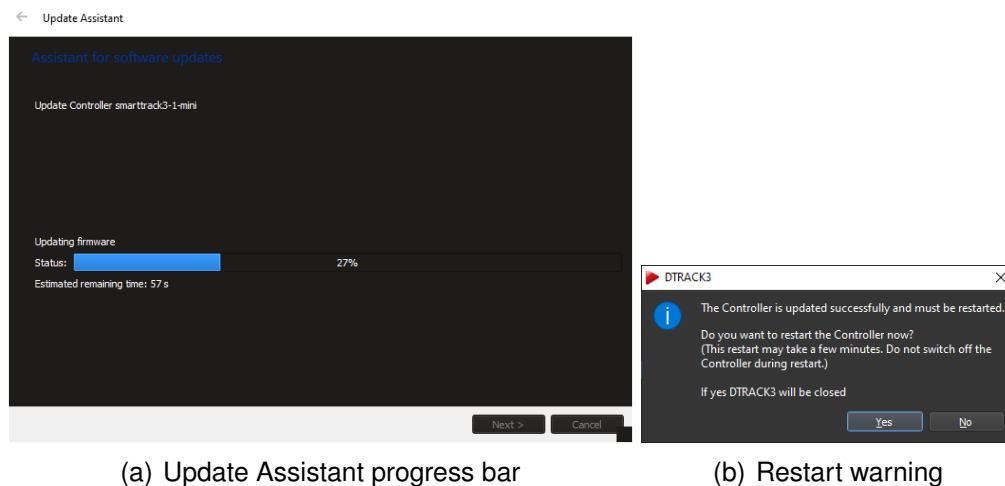 Update Assistant
Assistant for software updates
Update Controller smarttrack3-1-mini
Updating firmware
Status: 27%
Estimated remaining time: 57 s
Next > Cancel
(a) Update Assistant progress bar
DTRACK3
The Controller is updated successfully and must be restarted.
Do you want to restart the Controller now?
(This restart may take a few minutes. Do not switch off the
Controller during restart.)
If yes DTRACK3 will be closed
Yes No
(b) Restart warning